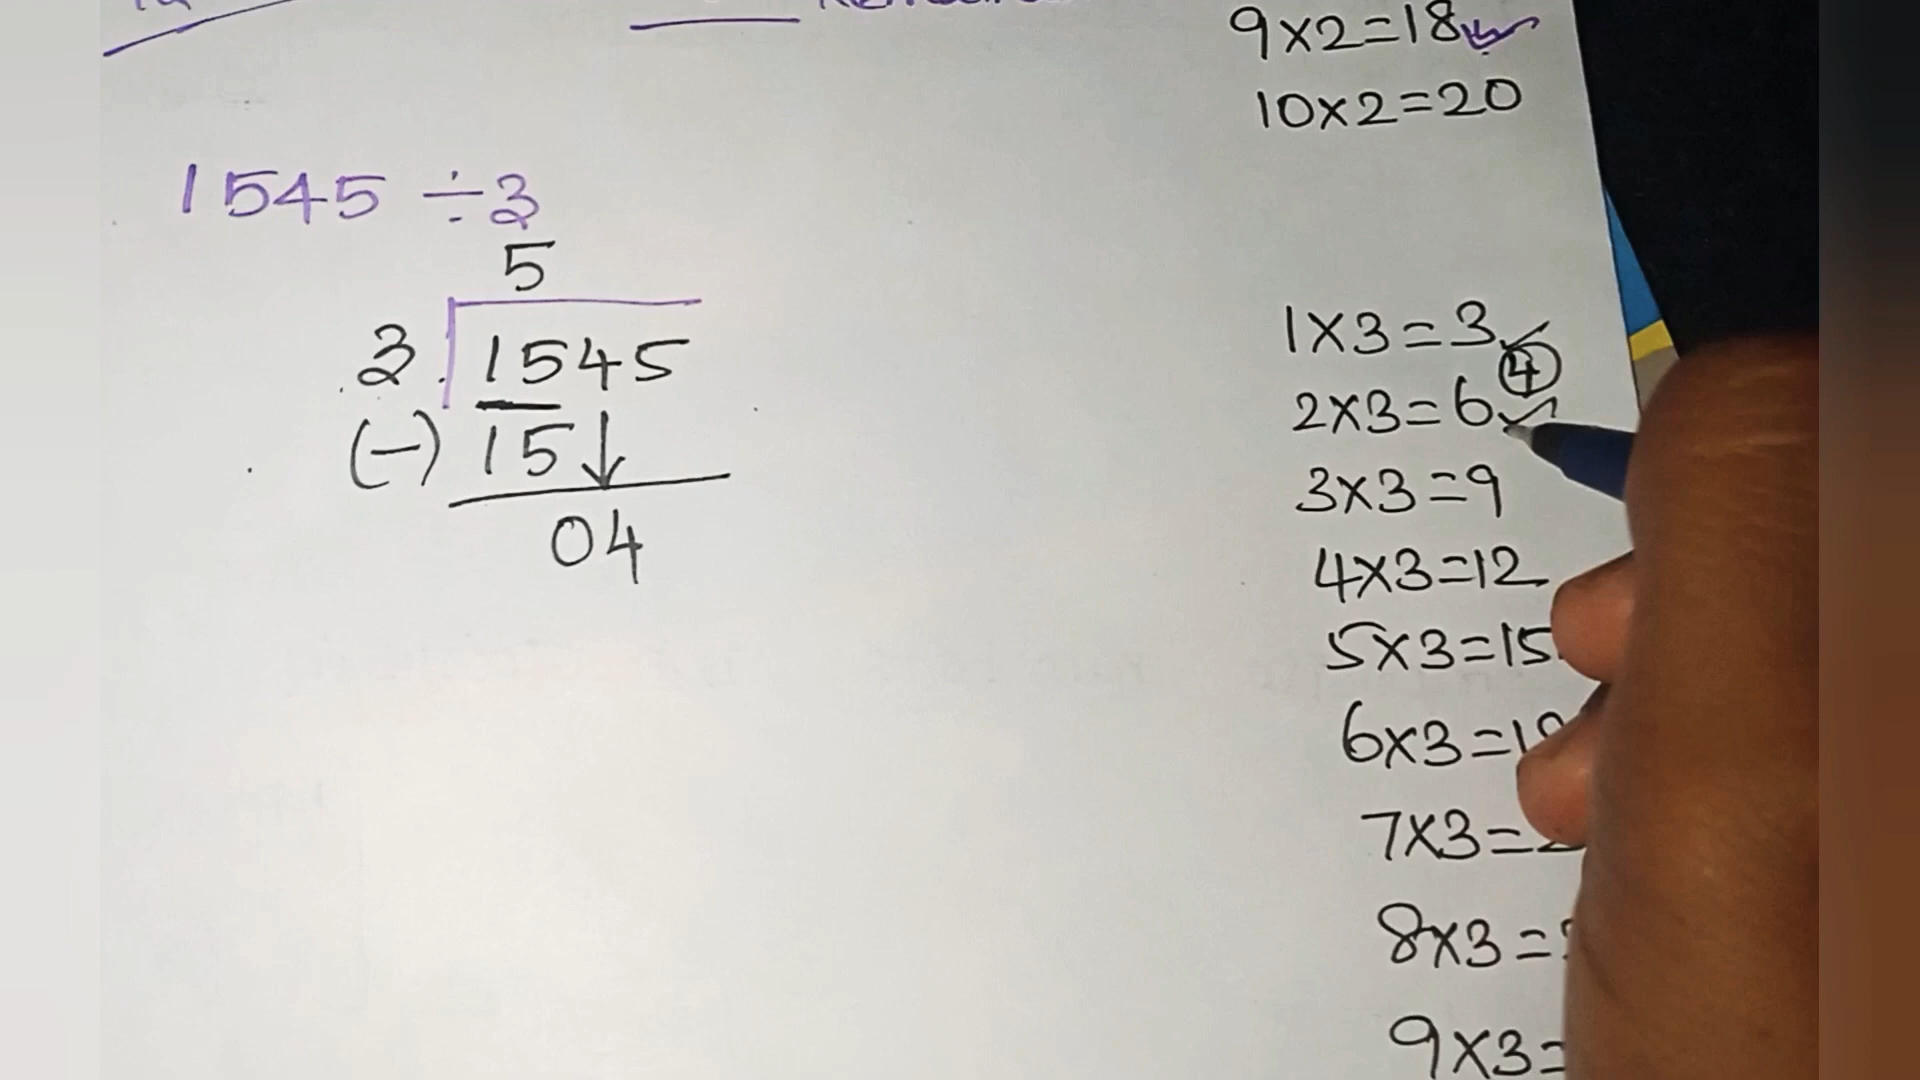 9x2=18
10x2=20
1545 ÷3
5
3 1545
(-) 15↓
04
1x3=3
4
2x3=6
3x3=9
4x3=12
5x3=15
6x3=18
7x3=
8x3=
9x3=